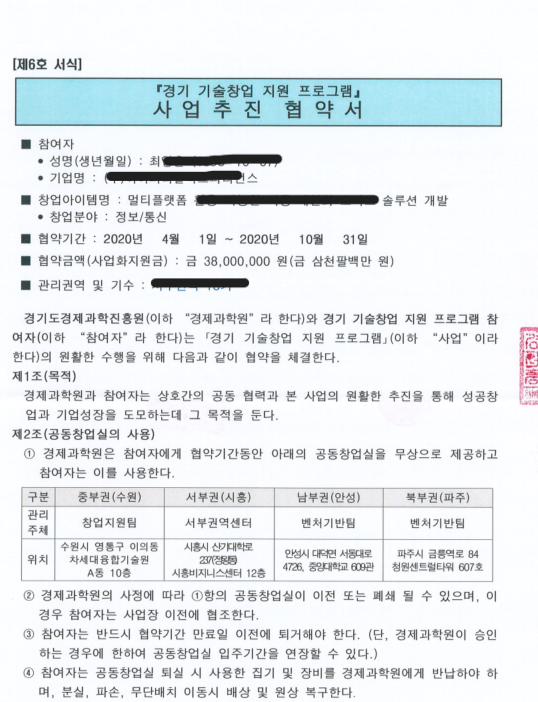 [제6호 서식]
『경기 기술창업 지원 프로그램』
사 업 추 진 협 약 서
■ 참여자
• 성명(생년월일) : 최
• 기업명 : 스
■ 창업아이템명 : 멀티플랫폼 솔루션 개발
• 창업분야 : 정보/통신
■ 협약기간 : 2020년 4월 1일 ~ 2020년 10월 31일
■ 협약금액(사업화지원금) : 금 38,000,000 원(금 삼천팔백만 원)
■ 관리권역 및 기수 :
경기도경제과학진흥원(이하 “경제과학원”라 한다)와 경기 기술창업 지원 프로그램 참
여자(이하 “참여자”라 한다)는 「경기 기술창업 지원 프로그램」(이하 “사업”이라
한다)의 원활한 수행을 위해 다음과 같이 협약을 체결한다.
제1조(목적)
경제과학원과 참여자는 상호간의 공동 협력과 본 사업의 원활한 추진을 통해 성공창
업과 기업성장을 도모하는데 그 목적을 둔다.
제2조(공동창업실의 사용)
① 경제과학원은 참여자에게 협약기간동안 아래의 공동창업실을 무상으로 제공하고
참여자는 이를 사용한다.
구분 중부권(수원) 서부권(시흥) 남부권(안성) 북부권(파주)
관리 주체 창업지원팀 서부권역센터 벤처기반팀 벤처기반팀
위치 수원시 영통구 이의동 차세대융합기술원 A동 10층 시흥시 산기대학로 237(정왕동) 시흥비지니스센터 12층 안성시 대덕면 서동대로 4726, 중앙대학교 609관 파주시 금릉역로 84 청원센트럴타워 607호
② 경제과학원의 사정에 따라 ①항의 공동창업실이 이전 또는 폐쇄 될 수 있으며, 이
경우 참여자는 사업장 이전에 협조한다.
③ 참여자는 반드시 협약기간 만료일 이전에 퇴거해야 한다. (단, 경제과학원이 승인
하는 경우에 한하여 공동창업실 입주기간을 연장할 수 있다.)
④ 참여자는 공동창업실 퇴실 시 사용한 집기 및 장비를 경제과학원에게 반납하야 하
며, 분실, 파손, 무단배치 이동시 배상 및 원상 복구한다.